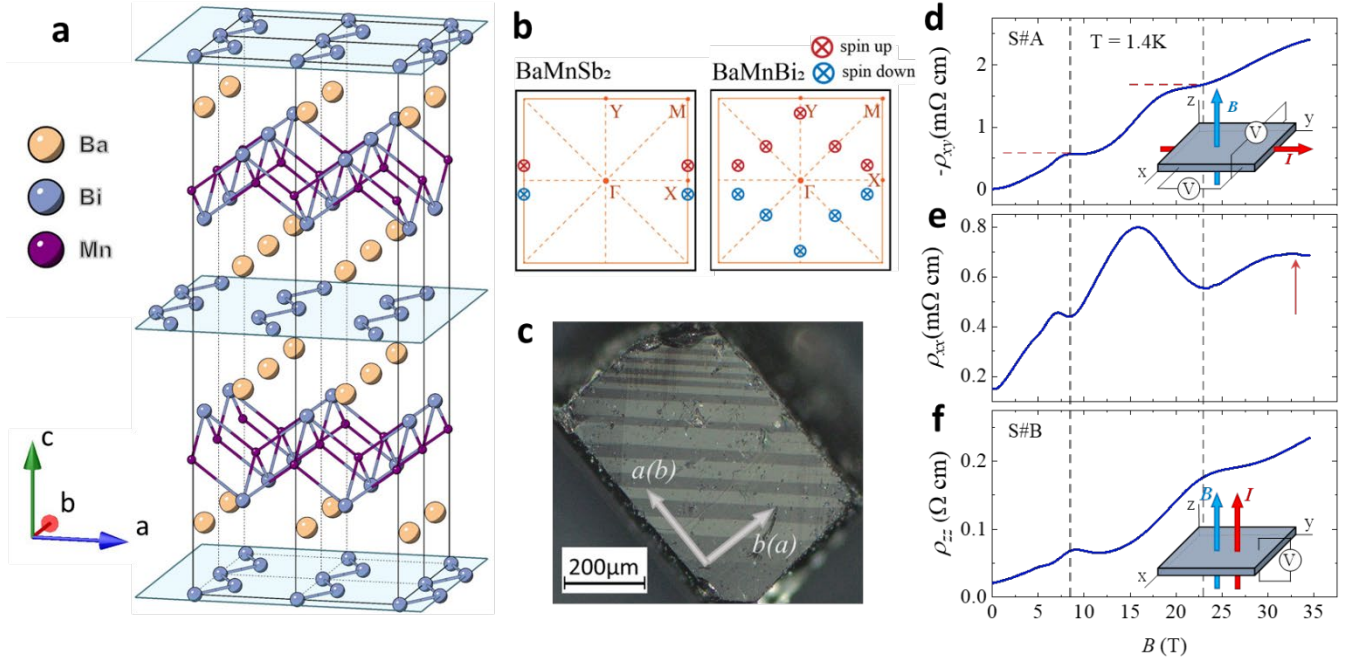 a
Ba
Bi
Mn
c
b
a
b
BaMnSb₂
BaMnBi₂
spin up
spin down
Y
M
Γ
X
Y
M
Γ
X
c
a(b)
b(a)
200μm
d
S#A
T = 1.4K
-ρxy(mΩ cm)
2
1
0
z
B
y
V
I
x
V
e
ρxx(mΩ cm)
0.8
0.6
0.4
0.2
f
S#B
ρzz (Ω cm)
0.2
0.1
0.0
z
B
I
y
V
x
0
5
10
15
20
25
30
35
B (T)